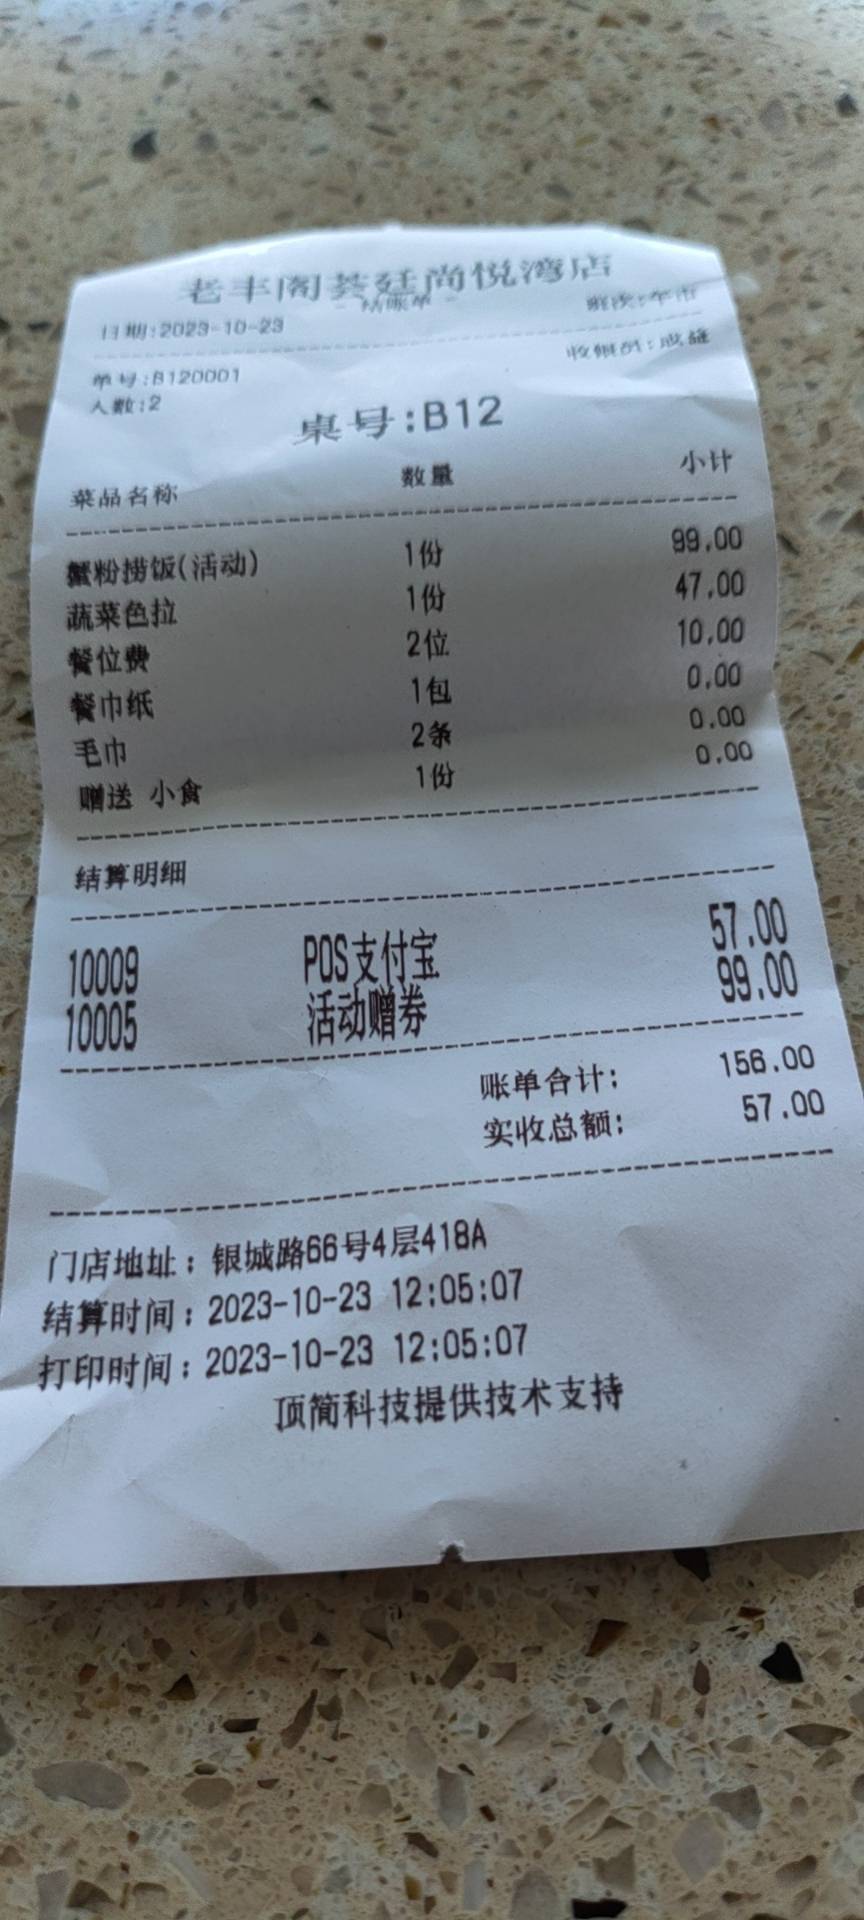 老丰阁荟廷尚悦湾店
- 结账单 -
日期:2023-10-23 班次:午市
单号:B120001 收银员:
人数:2
桌号:B12
菜品名称 数量 小计
蟹粉捞饭(活动) 1份 99.00
蔬菜色拉 1份 47.00
餐位费 2位 10.00
餐巾纸 1包 0.00
毛巾 2条 0.00
赠送 小食 1份 0.00
结算明细
10009 POS支付宝 57.00
10005 活动赠券 99.00
账单合计: 156.00
实收总额: 57.00
门店地址:银城路66号4层418A
结算时间:2023-10-23 12:05:07
打印时间:2023-10-23 12:05:07
顶简科技提供技术支持